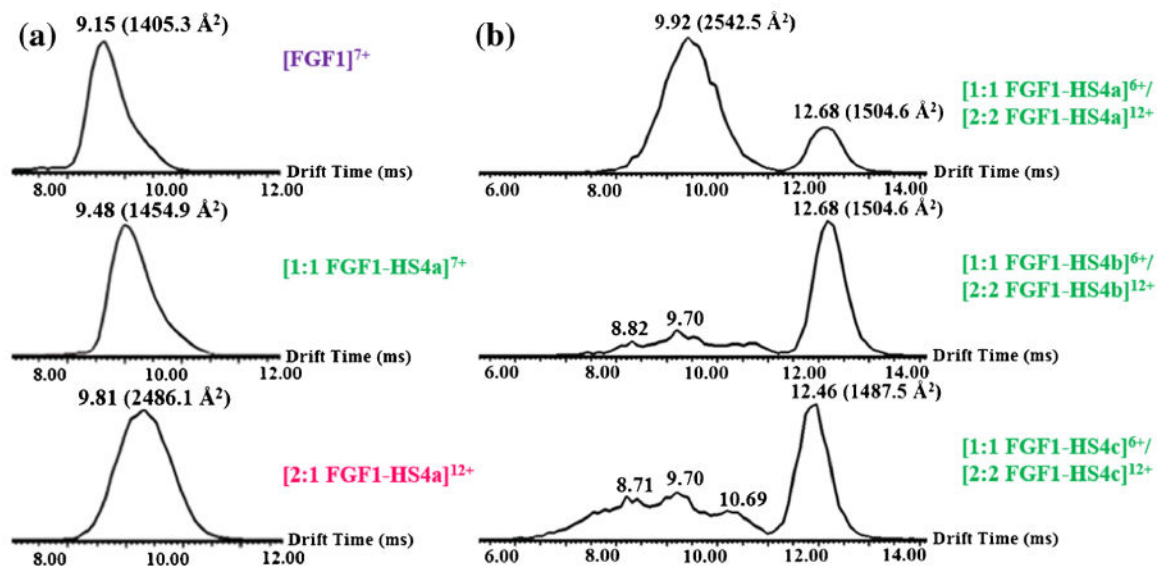 (a)
9.15 (1405.3 Å²)
[FGF1]⁷⁺
Drift Time (ms)
8.00 10.00 12.00
9.48 (1454.9 Å²)
[1:1 FGF1-HS4a]⁷⁺
Drift Time (ms)
8.00 10.00 12.00
9.81 (2486.1 Å²)
[2:1 FGF1-HS4a]¹²⁺
Drift Time (ms)
8.00 10.00 12.00
(b)
9.92 (2542.5 Å²)
12.68 (1504.6 Å²)
[1:1 FGF1-HS4a]⁶⁺/
[2:2 FGF1-HS4a]¹²⁺
Drift Time (ms)
6.00 8.00 10.00 12.00 14.00
12.68 (1504.6 Å²)
8.82
9.70
[1:1 FGF1-HS4b]⁶⁺/
[2:2 FGF1-HS4b]¹²⁺
Drift Time (ms)
6.00 8.00 10.00 12.00 14.00
12.46 (1487.5 Å²)
8.71
9.70
10.69
[1:1 FGF1-HS4c]⁶⁺/
[2:2 FGF1-HS4c]¹²⁺
Drift Time (ms)
6.00 8.00 10.00 12.00 14.00